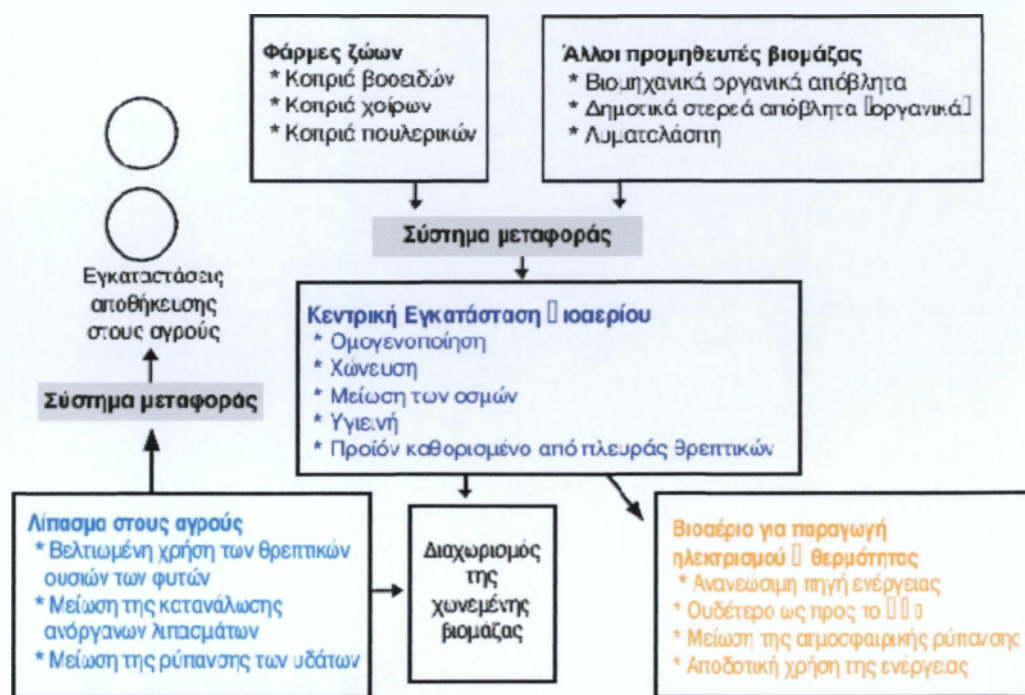 Φάρμες ζώων
* Κοπριά βοοειδών
* Κοπριά χοίρων
* Κοπριά πουλερικών
Άλλοι προμηθευτές βιομάζας
* Βιομηχανικά οργανικά απόβλητα
* Δημοτικά στερεά απόβλητα οργανικά
* Λυματολάσπη
Σύστημα μεταφοράς
Εγκαταστάσεις
αποθήκευσης
στους αγρούς
Σύστημα μεταφοράς
Κεντρική Εγκατάσταση ιοαερίου
* Ομογενοποίηση
* Χώνευση
* Μείωση των οσμών
* Υγιεινή
* Προϊόν καθορισμένο από πλευράς θρεπτικών
Λίπασμα στους αγρούς
* Βελτιωμένη χρήση των θρεπτικών
ουσιών των φυτών
* Μείωση της κατανάλωσης
ανόργανων λιπασμάτων
* Μείωση της ρύπανσης των υδάτων
Διαχωρισμός
της
χωνεμένης
βιομάζας
Βιοαέριο για παραγωγή
ηλεκτρισμού θερμότητας
* Ανανεώσιμη πηγή ενέργειας
* Ουδέτερο ως προς το
* Μείωση της ατμοσφαιρικής ρύπανσης
* Αποδοτική χρήση της ενέργειας